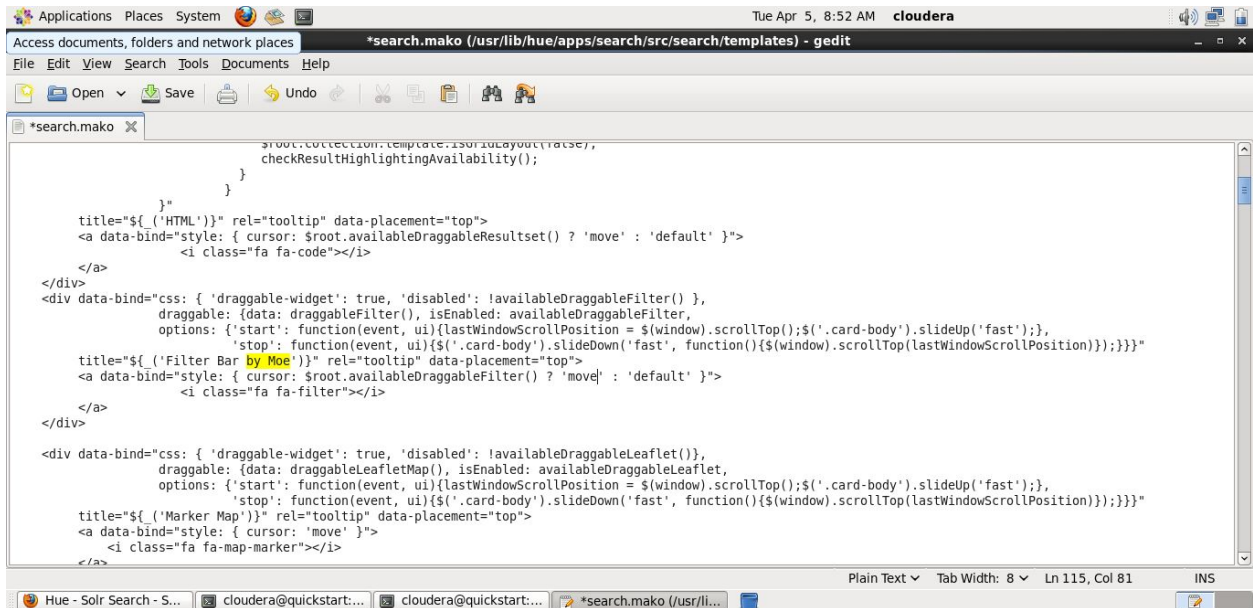 Applications Places System Tue Apr 5, 8:52 AM cloudera
Access documents, folders and network places *search.mako (/usr/lib/hue/apps/search/src/search/templates) - gedit
File Edit View Search Tools Documents Help
Open Save Undo
*search.mako
$root.collection.template.isGridLayout(false);
checkResultHighlightingAvailability();
}
}
}"
title="${_('HTML')}" rel="tooltip" data-placement="top">
<a data-bind="style: { cursor: $root.availableDraggableResultset() ? 'move' : 'default' }">
<i class="fa fa-code"></i>
</a>
</div>
<div data-bind="css: { 'draggable-widget': true, 'disabled': !availableDraggableFilter() },
draggable: {data: draggableFilter(), isEnabled: availableDraggableFilter,
options: {'start': function(event, ui){lastWindowScrollPosition = $(window).scrollTop();$('.card-body').slideUp('fast');},
'stop': function(event, ui){$('.card-body').slideDown('fast', function(){$(window).scrollTop(lastWindowScrollPosition)});}}}"
title="${_('Filter Bar by Moe')}" rel="tooltip" data-placement="top">
<a data-bind="style: { cursor: $root.availableDraggableFilter() ? 'move' : 'default' }">
<i class="fa fa-filter"></i>
</a>
</div>
<div data-bind="css: { 'draggable-widget': true, 'disabled': !availableDraggableLeaflet()},
draggable: {data: draggableLeafletMap(), isEnabled: availableDraggableLeaflet,
options: {'start': function(event, ui){lastWindowScrollPosition = $(window).scrollTop();$('.card-body').slideUp('fast');},
'stop': function(event, ui){$('.card-body').slideDown('fast', function(){$(window).scrollTop(lastWindowScrollPosition)});}}}"
title="${_('Marker Map')}" rel="tooltip" data-placement="top">
<a data-bind="style: { cursor: 'move' }">
<i class="fa fa-map-marker"></i>
</a>
Plain Text Tab Width: 8 Ln 115, Col 81 INS
Hue - Solr Search - S... cloudera@quickstart:... cloudera@quickstart:... *search.mako (/usr/li...